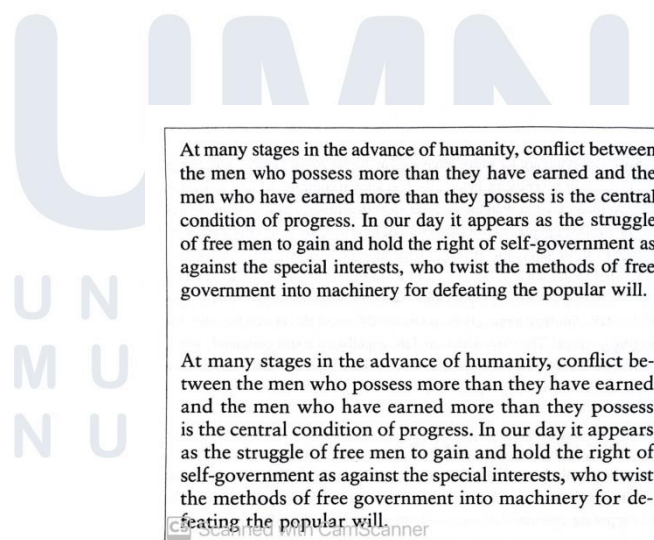 UMN
At many stages in the advance of humanity, conflict between
the men who possess more than they have earned and the
men who have earned more than they possess is the central
condition of progress. In our day it appears as the struggle
of free men to gain and hold the right of self-government as
against the special interests, who twist the methods of free
government into machinery for defeating the popular will.
U N
M U
N U
At many stages in the advance of humanity, conflict be-
tween the men who possess more than they have earned
and the men who have earned more than they possess
is the central condition of progress. In our day it appears
as the struggle of free men to gain and hold the right of
self-government as against the special interests, who twist
the methods of free government into machinery for de-
feating the popular will.
CS Scanned with CamScanner